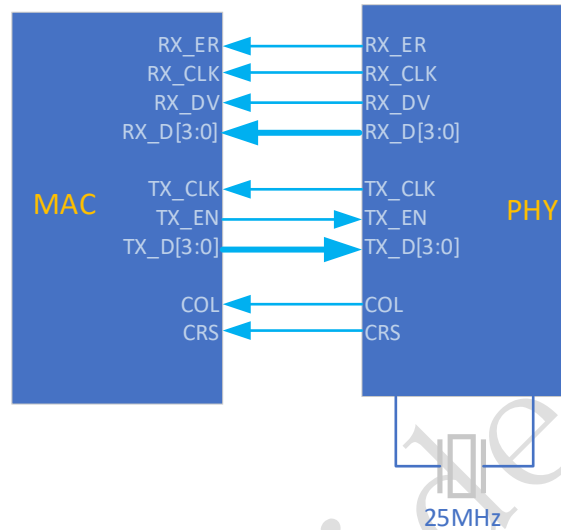 RX_ER RX_ER
RX_CLK RX_CLK
RX_DV RX_DV
RX_D[3:0] RX_D[3:0]
TX_CLK TX_CLK
MAC PHY
TX_EN TX_EN
TX_D[3:0] TX_D[3:0]
COL COL
CRS CRS
25MHz